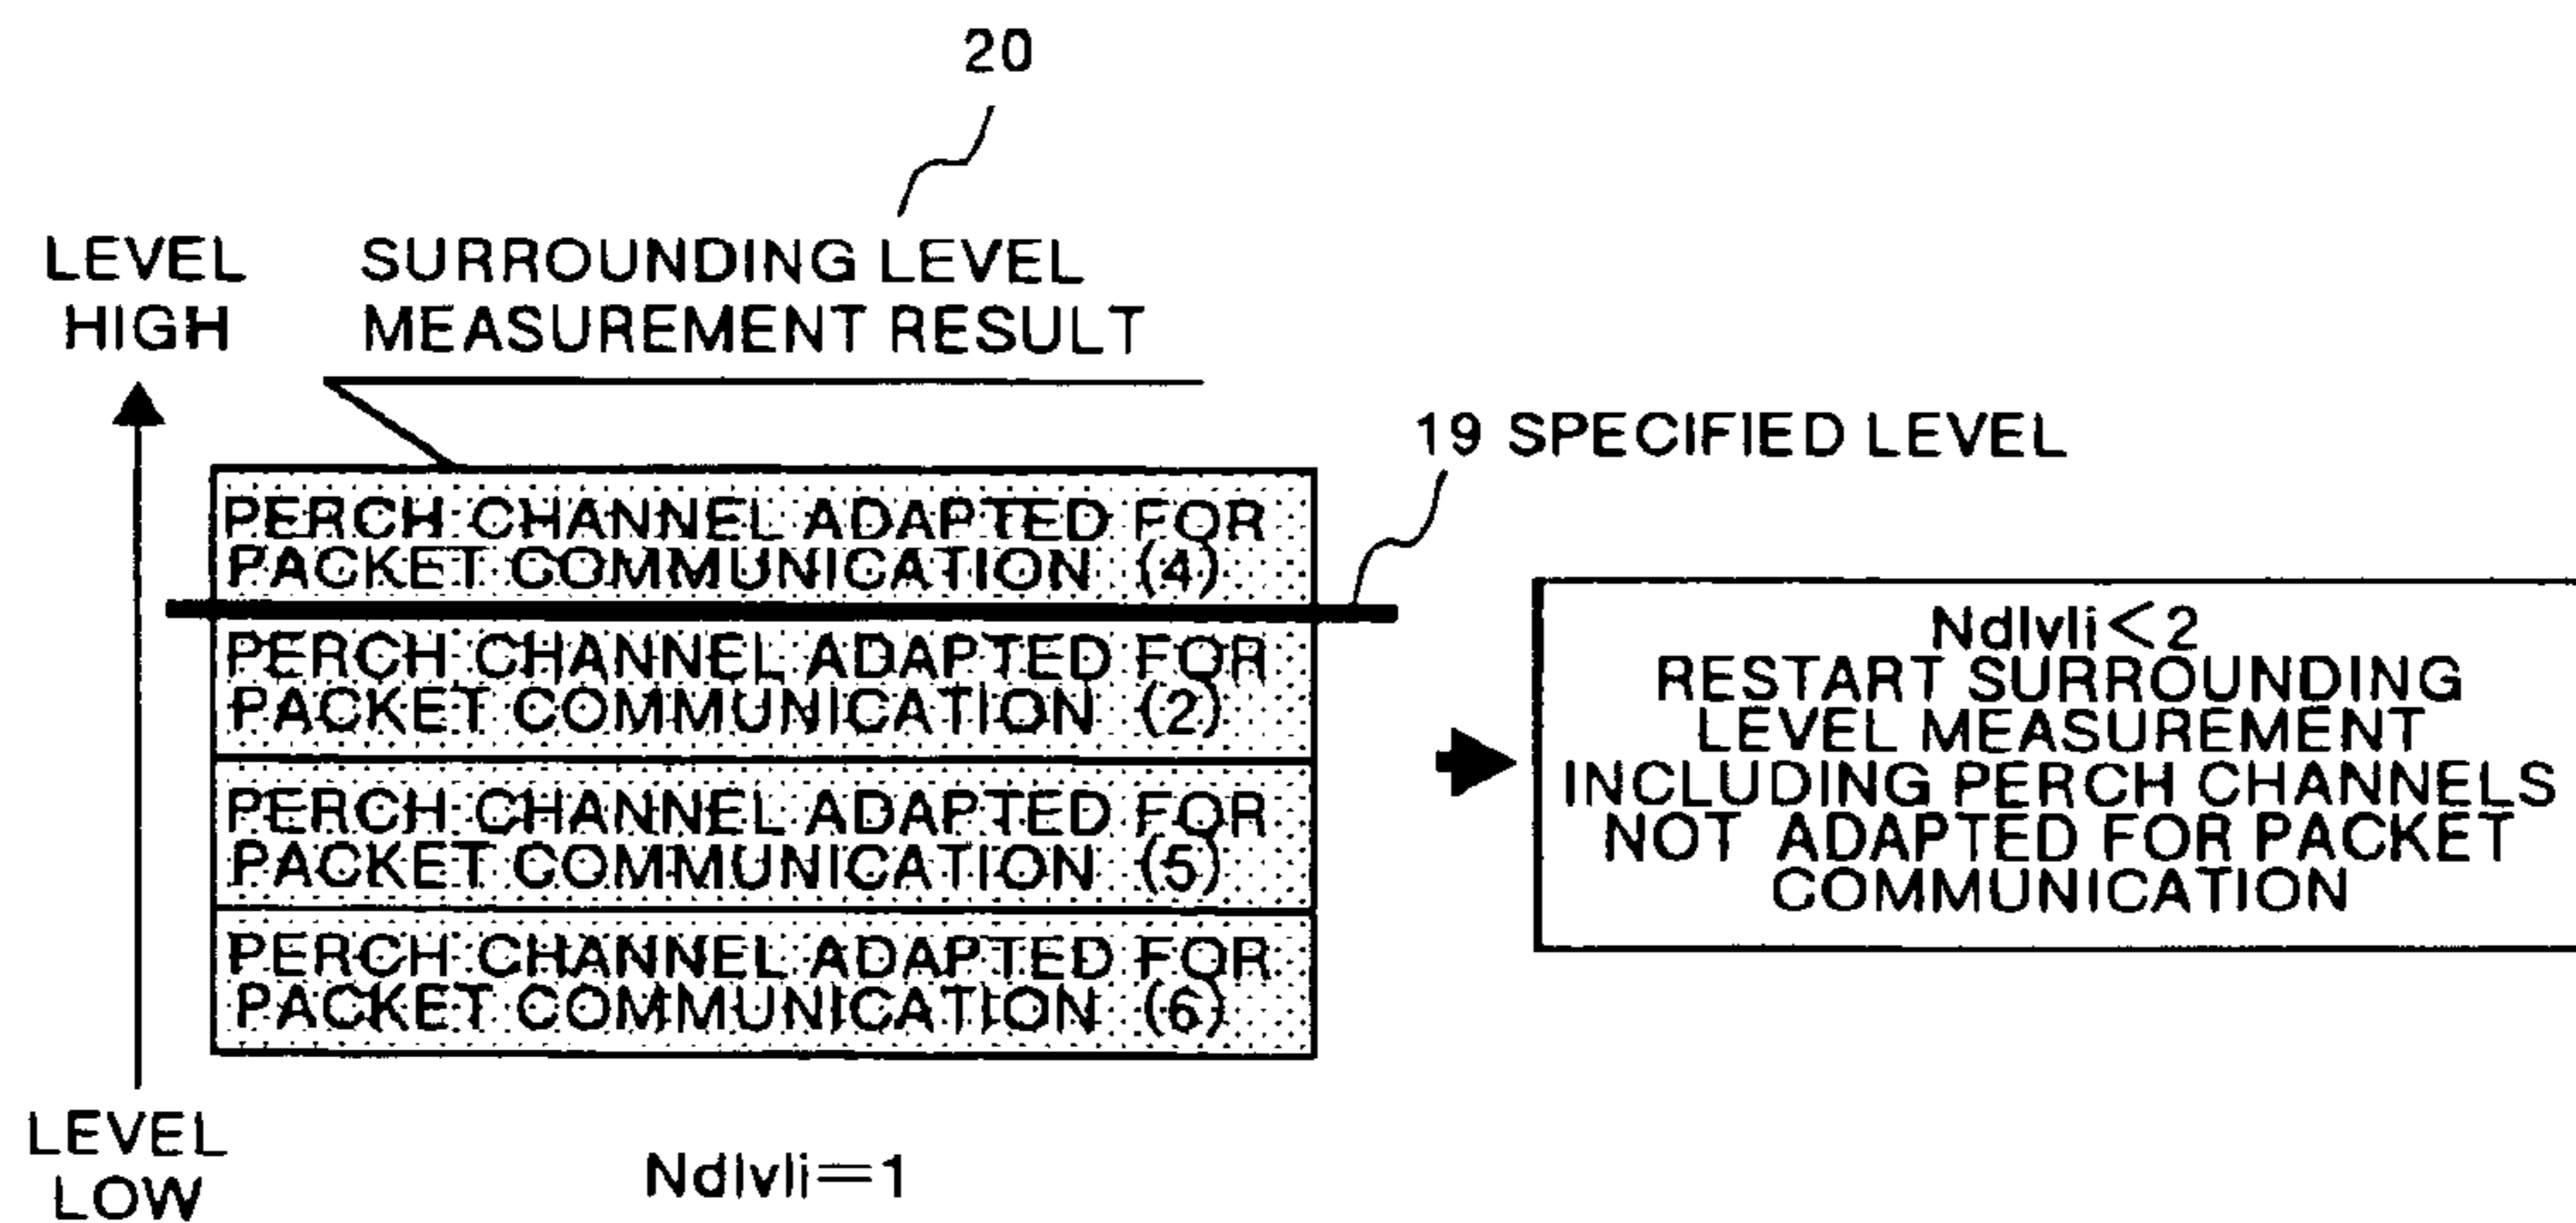 20
LEVEL
HIGH
SURROUNDING LEVEL
MEASUREMENT RESULT
19 SPECIFIED LEVEL
PERCH CHANNEL ADAPTED FOR
PACKET COMMUNICATION (4)
PERCH CHANNEL ADAPTED FOR
PACKET COMMUNICATION (2)
PERCH CHANNEL ADAPTED FOR
PACKET COMMUNICATION (5)
PERCH CHANNEL ADAPTED FOR
PACKET COMMUNICATION (6)
Ndlvli<2
RESTART SURROUNDING
LEVEL MEASUREMENT
INCLUDING PERCH CHANNELS
NOT ADAPTED FOR PACKET
COMMUNICATION
LEVEL
LOW
Ndlvli=1